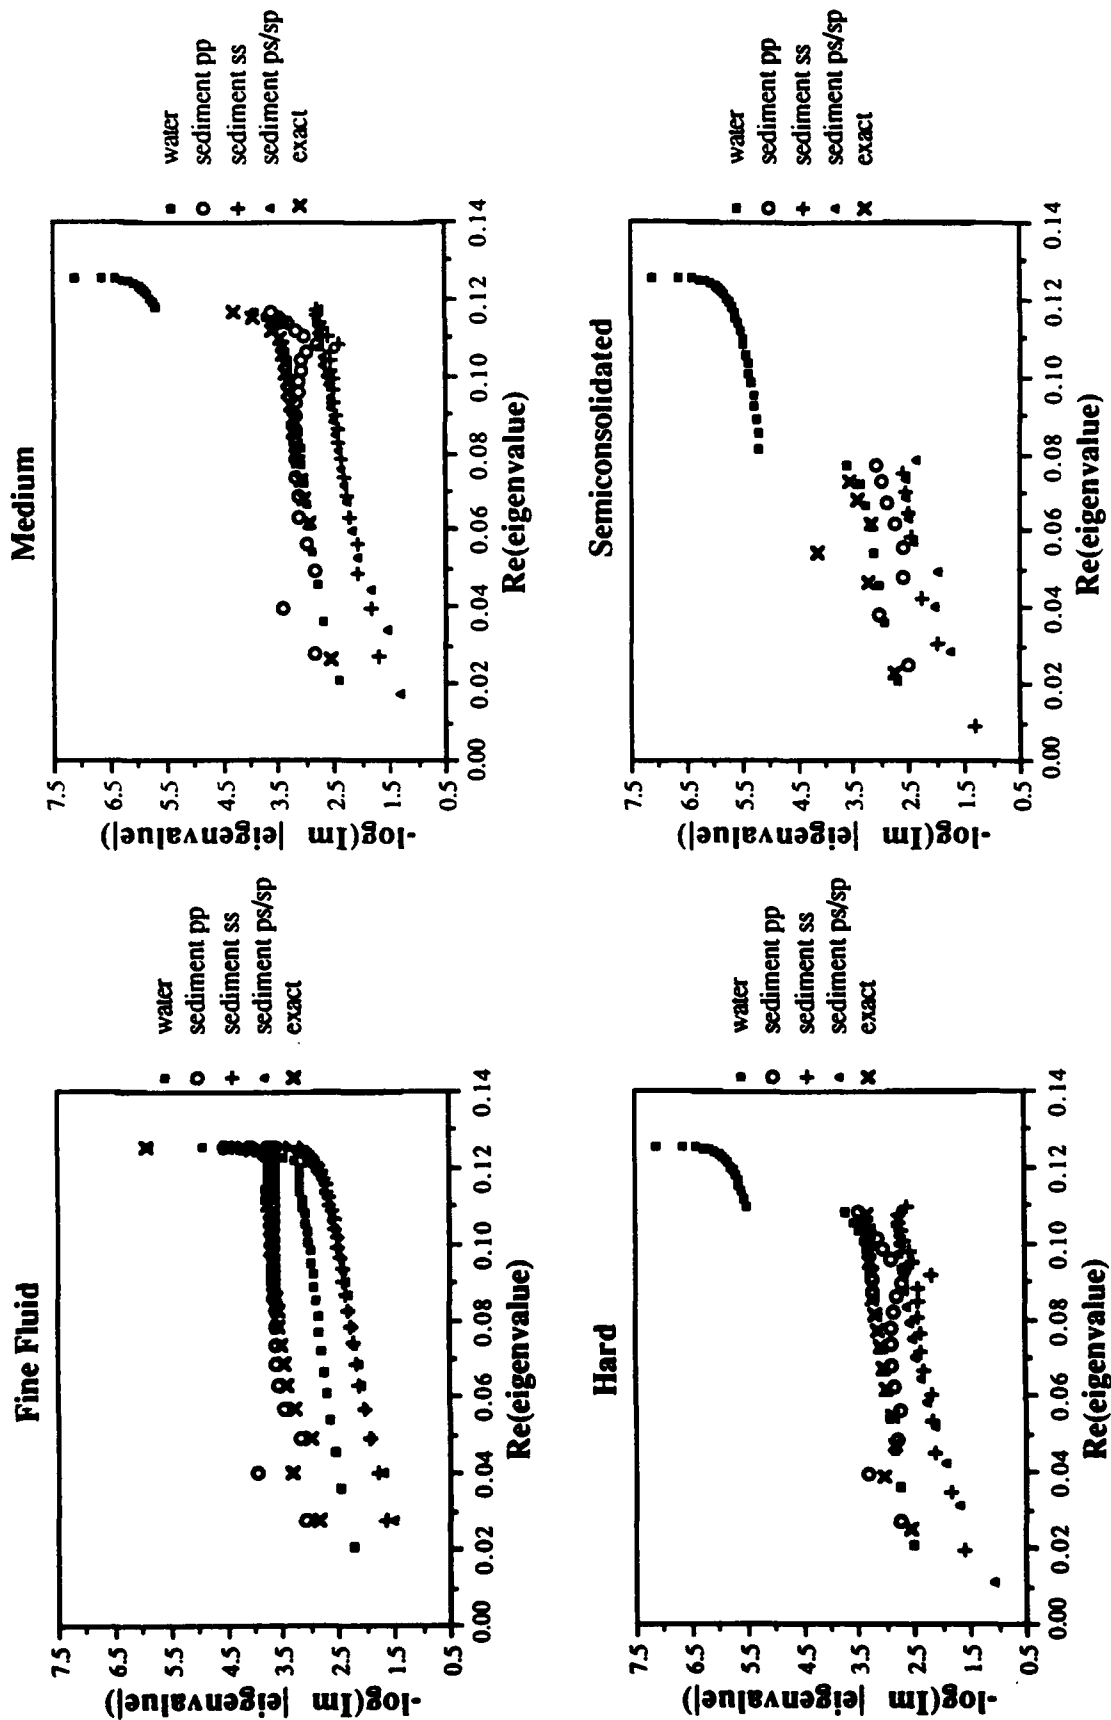 Fine Fluid
-log(Im |eigenvalue|)
7.5
6.5
5.5
4.5
3.5
2.5
1.5
0.5
0.00 0.02 0.04 0.06 0.08 0.10 0.12 0.14
Re(eigenvalue)
water
sediment pp
sediment ss
sediment ps/sp
exact
Medium
-log(Im |eigenvalue|)
7.5
6.5
5.5
4.5
3.5
2.5
1.5
0.5
0.00 0.02 0.04 0.06 0.08 0.10 0.12 0.14
Re(eigenvalue)
water
sediment pp
sediment ss
sediment ps/sp
exact
Hard
-log(Im |eigenvalue|)
7.5
6.5
5.5
4.5
3.5
2.5
1.5
0.5
0.00 0.02 0.04 0.06 0.08 0.10 0.12 0.14
Re(eigenvalue)
water
sediment pp
sediment ss
sediment ps/sp
exact
Semiconsolidated
-log(Im |eigenvalue|)
7.5
6.5
5.5
4.5
3.5
2.5
1.5
0.5
0.00 0.02 0.04 0.06 0.08 0.10 0.12 0.14
Re(eigenvalue)
water
sediment pp
sediment ss
sediment ps/sp
exact